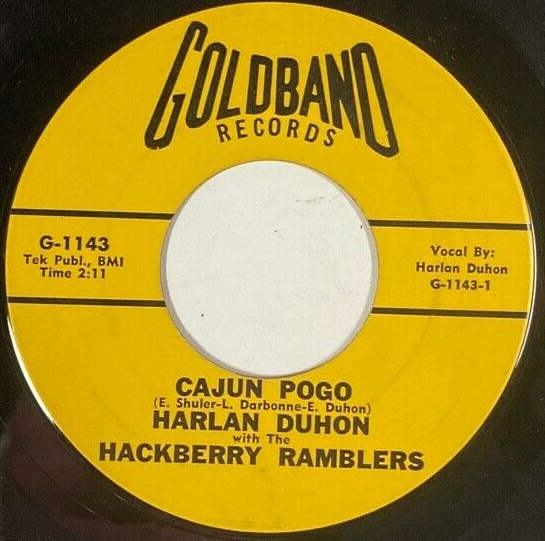 GOLDBAND
RECORDS
G-1143
Tek Publ., BMI
Time 2:11
Vocal By:
Harlan Duhon
G-1143-1
CAJUN POGO
(E. Shuler-L. Darbonne-E. Duhon)
HARLAN DUHON
with The
HACKBERRY RAMBLERS